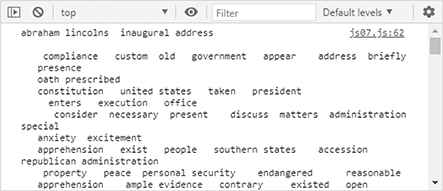 top Filter Default levels
abraham lincolns inaugural address js07.js:62
compliance custom old government appear address briefly
presence
oath prescribed
constitution united states taken president
enters execution office
consider necessary present discuss matters administration
special
anxiety excitement
apprehension exist people southern states accession
republican administration
property peace personal security endangered reasonable
apprehension ample evidence contrary existed open